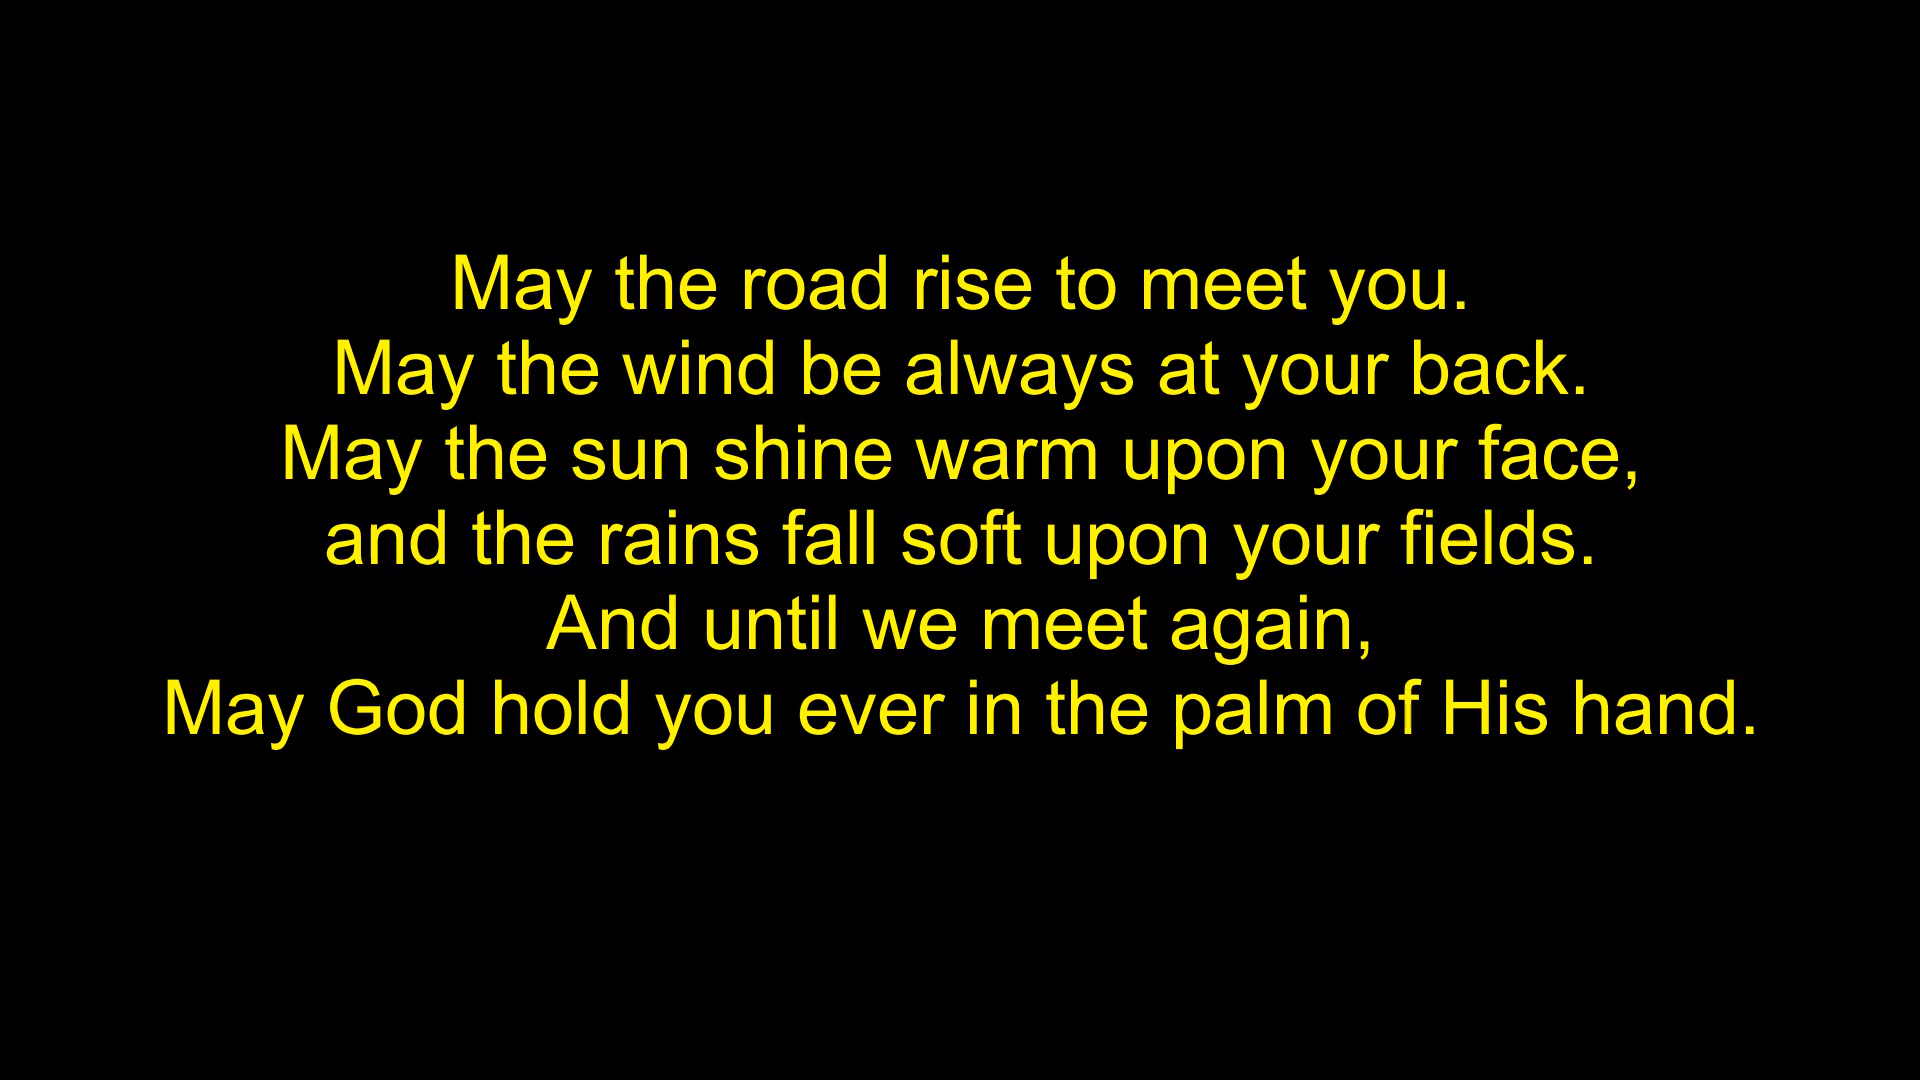 May the road rise to meet you.
May the wind be always at your back.
May the sun shine warm upon your face,
and the rains fall soft upon your fields.
And until we meet again,
May God hold you ever in the palm of His hand.